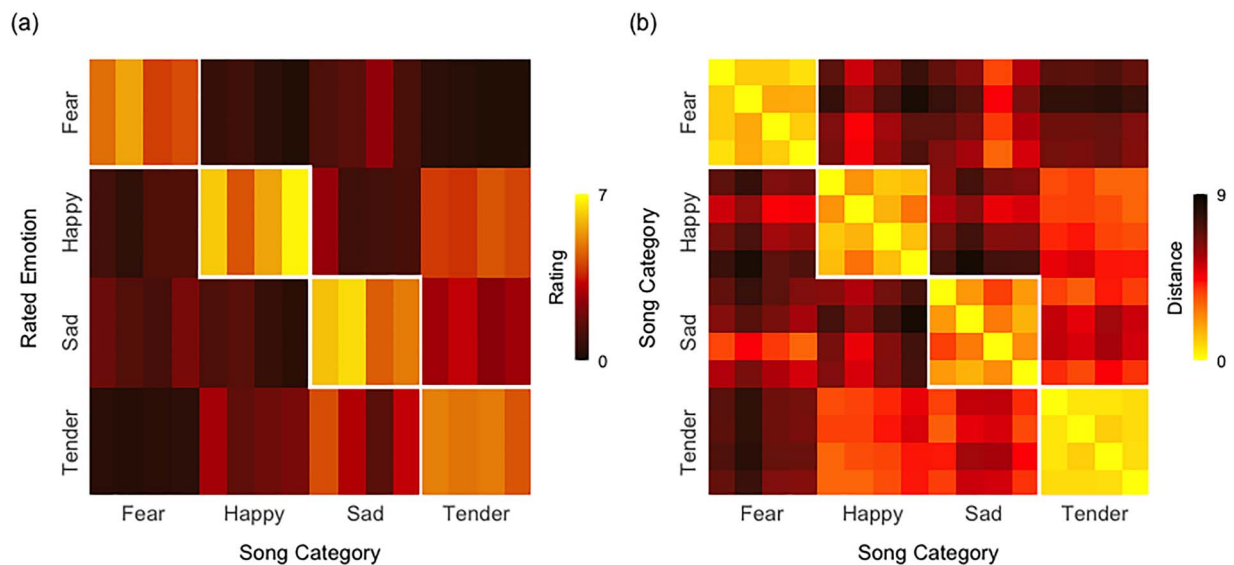 (a)
Rated Emotion
Fear
Happy
Sad
Tender
Fear Happy Sad Tender
Song Category
7
Rating
0
(b)
Song Category
Fear
Happy
Sad
Tender
Fear Happy Sad Tender
Song Category
9
Distance
0